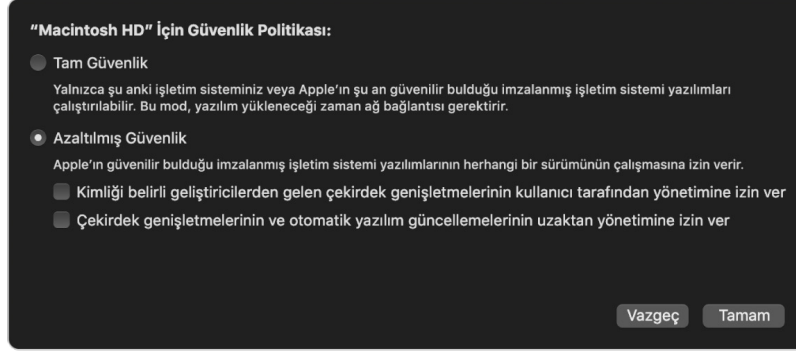 “Macintosh HD” İçin Güvenlik Politikası:
Tam Güvenlik
Yalnızca şu anki işletim sisteminiz veya Apple’ın şu an güvenilir bulduğu imzalanmış işletim sistemi yazılımları
çalıştırılabilir. Bu mod, yazılım yükleneceği zaman ağ bağlantısı gerektirir.
Azaltılmış Güvenlik
Apple’ın güvenilir bulduğu imzalanmış işletim sistemi yazılımlarının herhangi bir sürümünün çalışmasına izin verir.
Kimliği belirli geliştiricilerden gelen çekirdek genişletmelerinin kullanıcı tarafından yönetimine izin ver
Çekirdek genişletmelerinin ve otomatik yazılım güncellemelerinin uzaktan yönetimine izin ver
Vazgeç Tamam